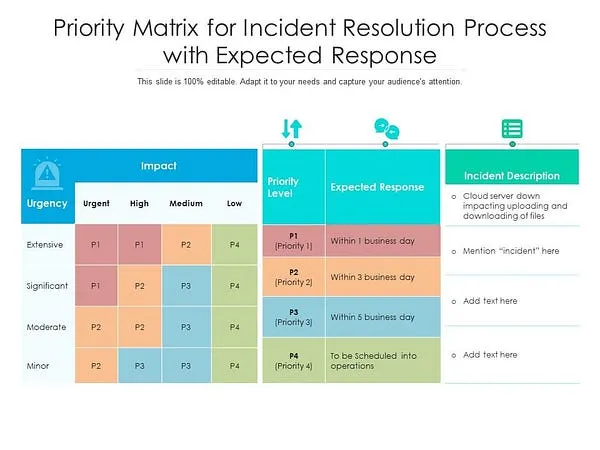 Priority Matrix for Incident Resolution Process
with Expected Response
This slide is 100% editable. Adapt it to your needs and capture your audience's attention.
Impact
Urgency
Urgent High Medium Low
Extensive P1 P1 P2 P4
Significant P1 P2 P3 P4
Moderate P2 P2 P3 P4
Minor P2 P3 P3 P4
Priority
Level
Expected Response
P1
(Priority 1)
Within 1 business day
P2
(Priority 2)
Within 3 business day
P3
(Priority 3)
Within 5 business day
P4
(Priority 4)
To be Scheduled into
operations
Incident Description
Cloud server down
impacting uploading and
downloading of files
Mention “incident” here
Add text here
Add text here